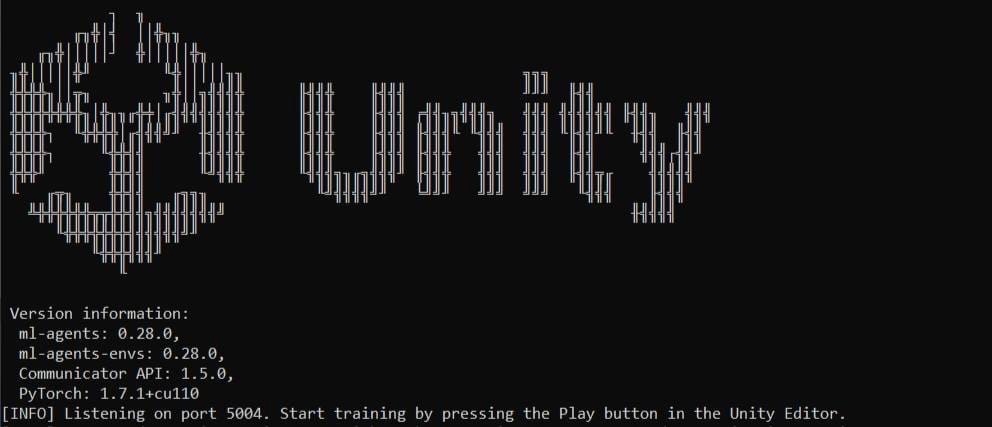 Unity
Version information:
ml-agents: 0.28.0,
ml-agents-envs: 0.28.0,
Communicator API: 1.5.0,
PyTorch: 1.7.1+cu110
[INFO] Listening on port 5004. Start training by pressing the Play button in the Unity Editor.